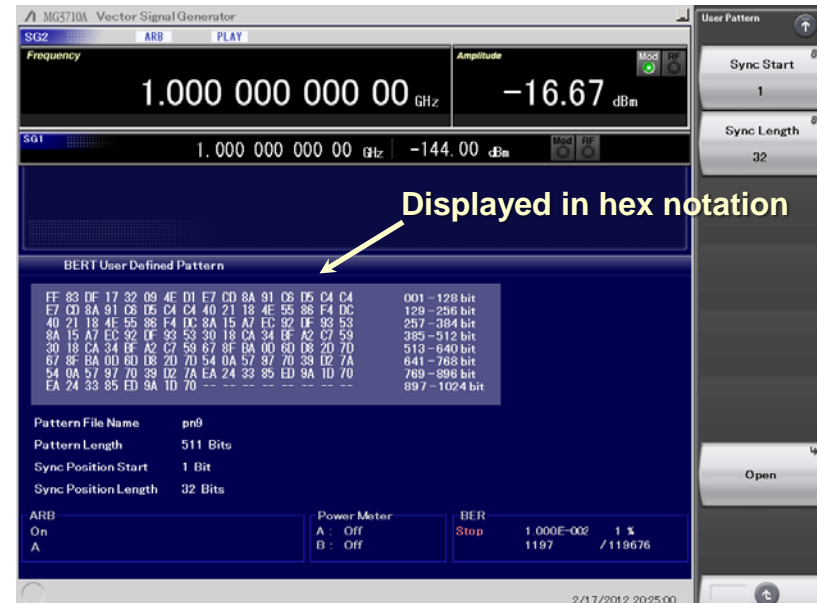 MG3710A Vector Signal Generator
SG2 ARB PLAY
Frequency
1.000 000 000 00 GHz
Amplitude
Mod RF
-16.67 dBm
SG1
1.000 000 000 00 GHz -144.00 dBm
Mod RF
Displayed in hex notation
BERT User Defined Pattern
FF 83 DF 17 32 09 4E D1 E7 CD 8A 91 C6 D5 C4 C4 001-128 bit
E7 CD 8A 91 C6 D5 C4 C4 40 21 18 4E 55 86 F4 DC 129-256 bit
40 21 18 4E 55 86 F4 DC 8A 15 A7 EC 92 DF 93 53 257-384 bit
8A 15 A7 EC 92 DF 93 53 30 18 CA 34 BF A2 C7 59 385-512 bit
30 18 CA 34 BF A2 C7 59 67 8F BA 0D 6D D8 2D 7D 513-640 bit
67 8F BA 0D 6D D8 2D 7D 54 0A 57 97 70 39 D2 7A 641-768 bit
54 0A 57 97 70 39 D2 7A EA 24 33 85 ED 9A 1D 70 769-896 bit
EA 24 33 85 ED 9A 1D 70 -- -- -- -- -- -- -- -- 897-1024 bit
Pattern File Name pn9
Pattern Length 511 Bits
Sync Position Start 1 Bit
Sync Position Length 32 Bits
ARB
On
A
Power Meter
A : Off
B : Off
BER
Stop 1.000E-002 1 %
1197 /119676
2/17/2012 20:25:00
User Pattern
8
Sync Start
1
8
Sync Length
32
Open